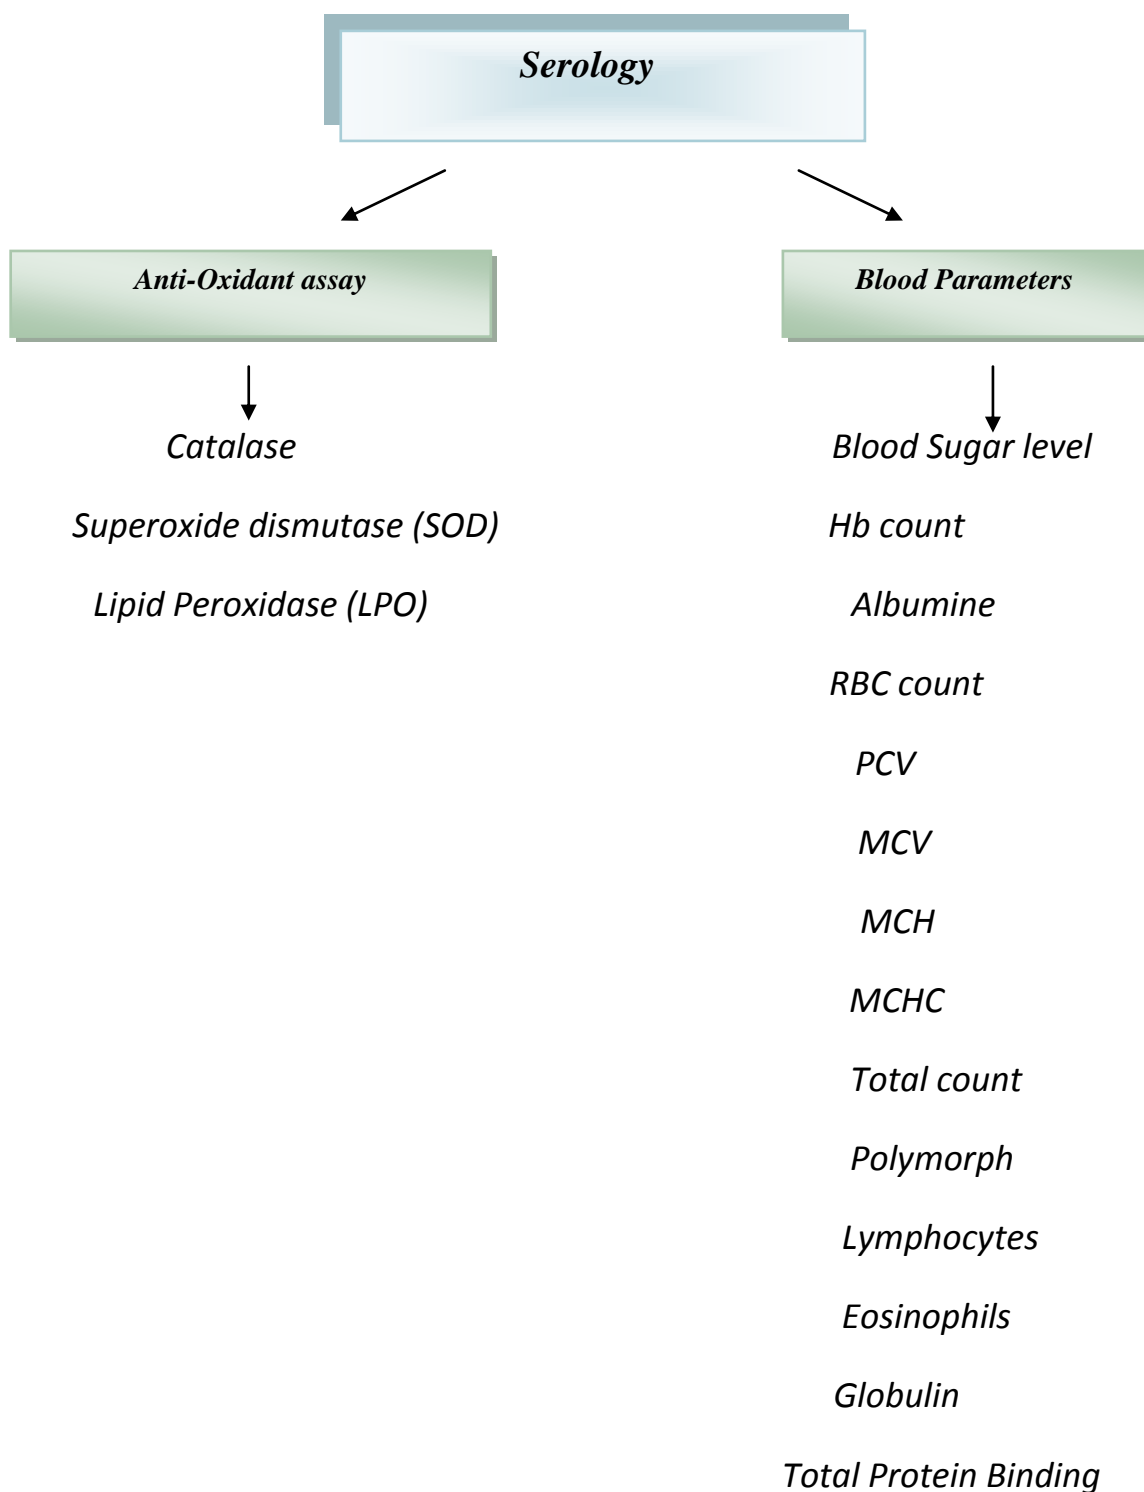 Serology
Anti-Oxidant assay
Blood Parameters
Catalase
Superoxide dismutase (SOD)
Lipid Peroxidase (LPO)
Blood Sugar level
Hb count
Albumine
RBC count
PCV
MCV
MCH
MCHC
Total count
Polymorph
Lymphocytes
Eosinophils
Globulin
Total Protein Binding